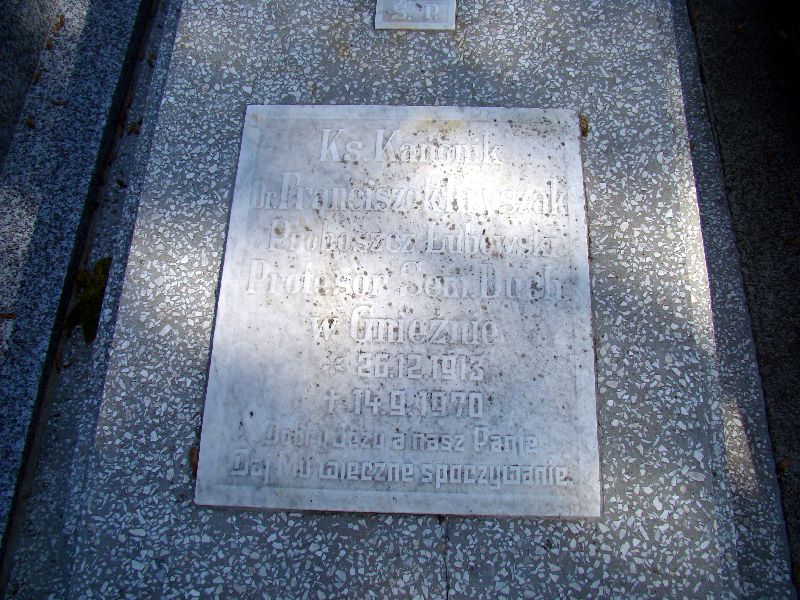 Ś.P.
Ks. Kanonik
Dr. Franciszek
Proboszcz Łubowski
Profesor Sem. Duch.
w Gnieźnie
* 26.12.1913
† 14.9.1970
Dobry Jezu a nasz Panie
Daj Mu wieczne spoczywanie